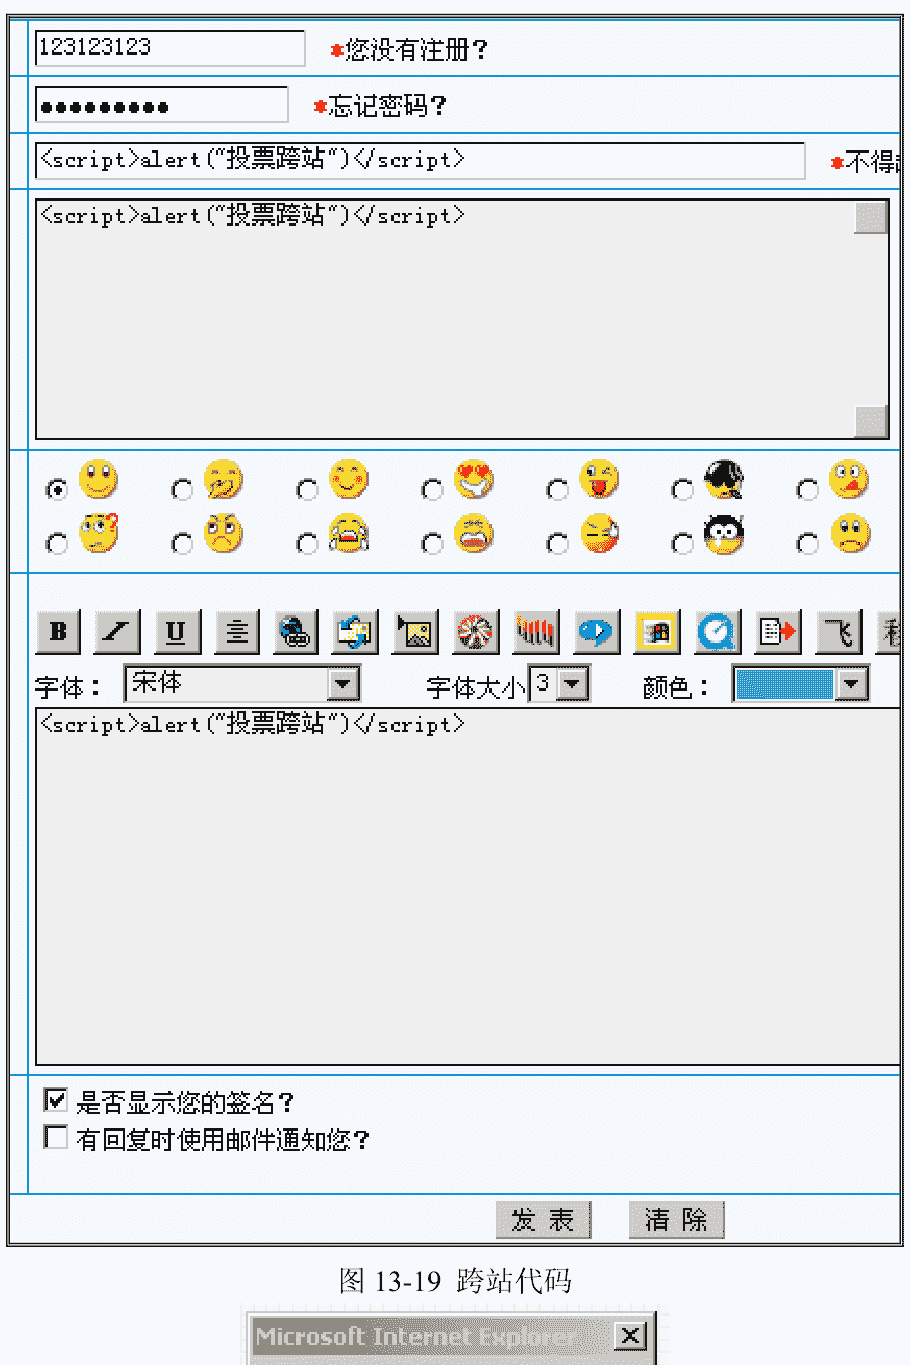 123123123 *您没有注册？
●●●●●●●●● *忘记密码？
<script>alert("投票跨站")</script> *不得
<script>alert("投票跨站")</script>
B I U
字体： 宋体 字体大小 3 颜色：
<script>alert("投票跨站")</script>
是否显示您的签名？
有回复时使用邮件通知您？
发 表 清 除
图 13-19 跨站代码
Microsoft Internet Explorer